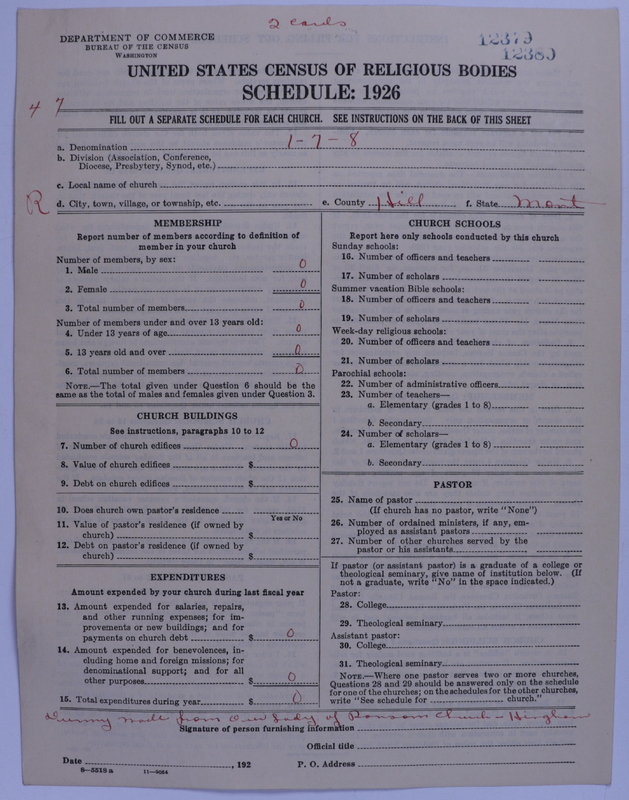 2 cards
DEPARTMENT OF COMMERCE
BUREAU OF THE CENSUS
WASHINGTON
12379
12380
UNITED STATES CENSUS OF RELIGIOUS BODIES
SCHEDULE: 1926
4 7
FILL OUT A SEPARATE SCHEDULE FOR EACH CHURCH. SEE INSTRUCTIONS ON THE BACK OF THIS SHEET
a. Denomination 1-7-8
b. Division (Association, Conference,
Diocese, Presbytery, Synod, etc.)
c. Local name of church
R d. City, town, village, or township, etc. e. County Hill f. State Mont
MEMBERSHIP
Report number of members according to definition of
member in your church
Number of members, by sex:
1. Male 0
2. Female 0
3. Total number of members 0
Number of members under and over 13 years old:
4. Under 13 years of age 0
5. 13 years old and over 0
6. Total number of members 0
NOTE.—The total given under Question 6 should be the
same as the total of males and females given under Question 3.
CHURCH BUILDINGS
See instructions, paragraphs 10 to 12
7. Number of church edifices 0
8. Value of church edifices $
9. Debt on church edifices $
10. Does church own pastor's residence
Yes or No
11. Value of pastor's residence (if owned by
church) $
12. Debt on pastor's residence (if owned by
church) $
EXPENDITURES
Amount expended by your church during last fiscal year
13. Amount expended for salaries, repairs,
and other running expenses; for im-
provements or new buildings; and for
payments on church debt $ 0
14. Amount expended for benevolences, in-
cluding home and foreign missions; for
denominational support; and for all
other purposes $ 0
15. Total expenditures during year $ 0
CHURCH SCHOOLS
Report here only schools conducted by this church
Sunday schools:
16. Number of officers and teachers
17. Number of scholars
Summer vacation Bible schools:
18. Number of officers and teachers
19. Number of scholars
Week-day religious schools:
20. Number of officers and teachers
21. Number of scholars
Parochial schools:
22. Number of administrative officers
23. Number of teachers—
a. Elementary (grades 1 to 8)
b. Secondary
24. Number of scholars—
a. Elementary (grades 1 to 8)
b. Secondary
PASTOR
25. Name of pastor
(If church has no pastor, write "None")
26. Number of ordained ministers, if any, em-
ployed as assistant pastors
27. Number of other churches served by the
pastor or his assistants
If pastor (or assistant pastor) is a graduate of a college or
theological seminary, give name of institution below. (If
not a graduate, write "No" in the space indicated.)
Pastor:
28. College
29. Theological seminary
Assistant pastor:
30. College
31. Theological seminary
NOTE.—Where one pastor serves two or more churches,
Questions 28 and 29 should be answered only on the schedule
for one of the churches; on the schedules for the other churches,
write "See schedule for church."
Dummy made from Our Lady of Ransom Church - Hingham
Signature of person furnishing information
Official title
Date , 192 P. O. Address
8-5518 a 11-9054